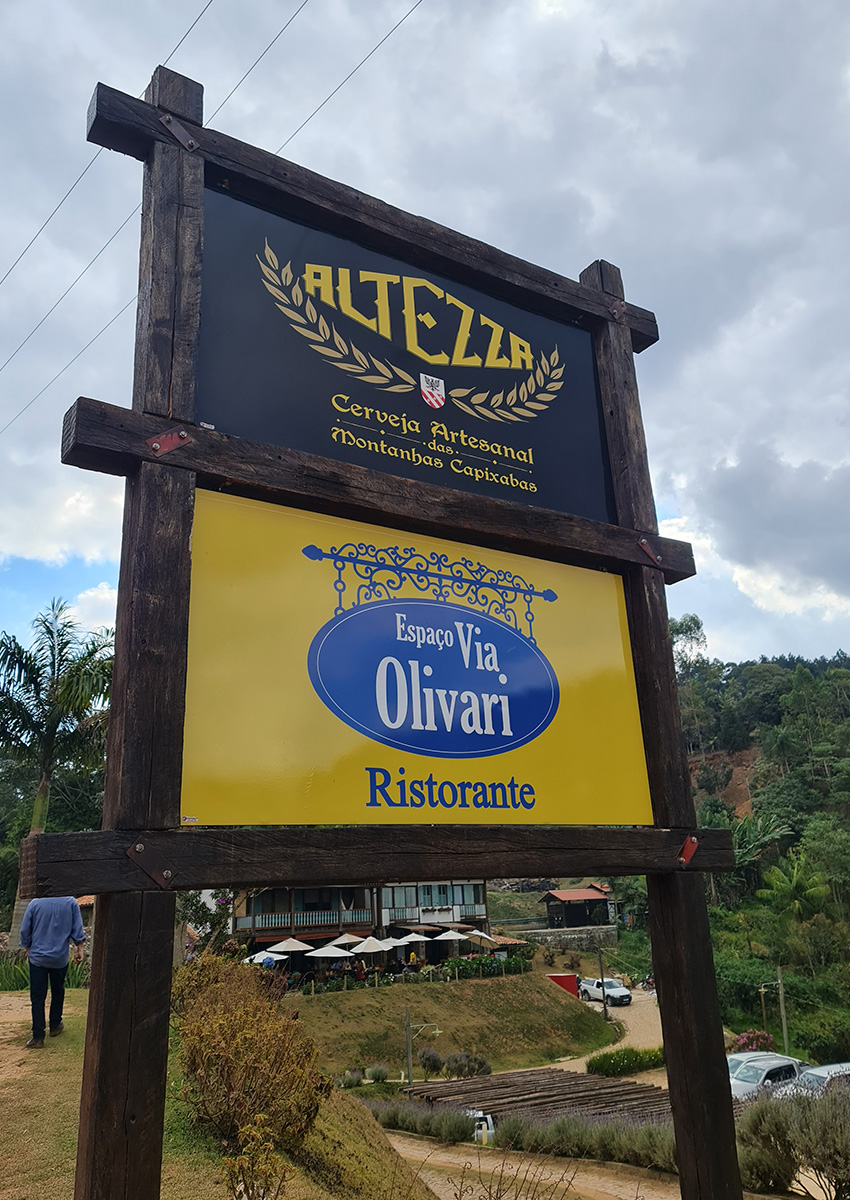 ALTEZZA
Cerveja Artesanal
das
Montanhas Capixabas
Espaço Via
Olivari
Ristorante